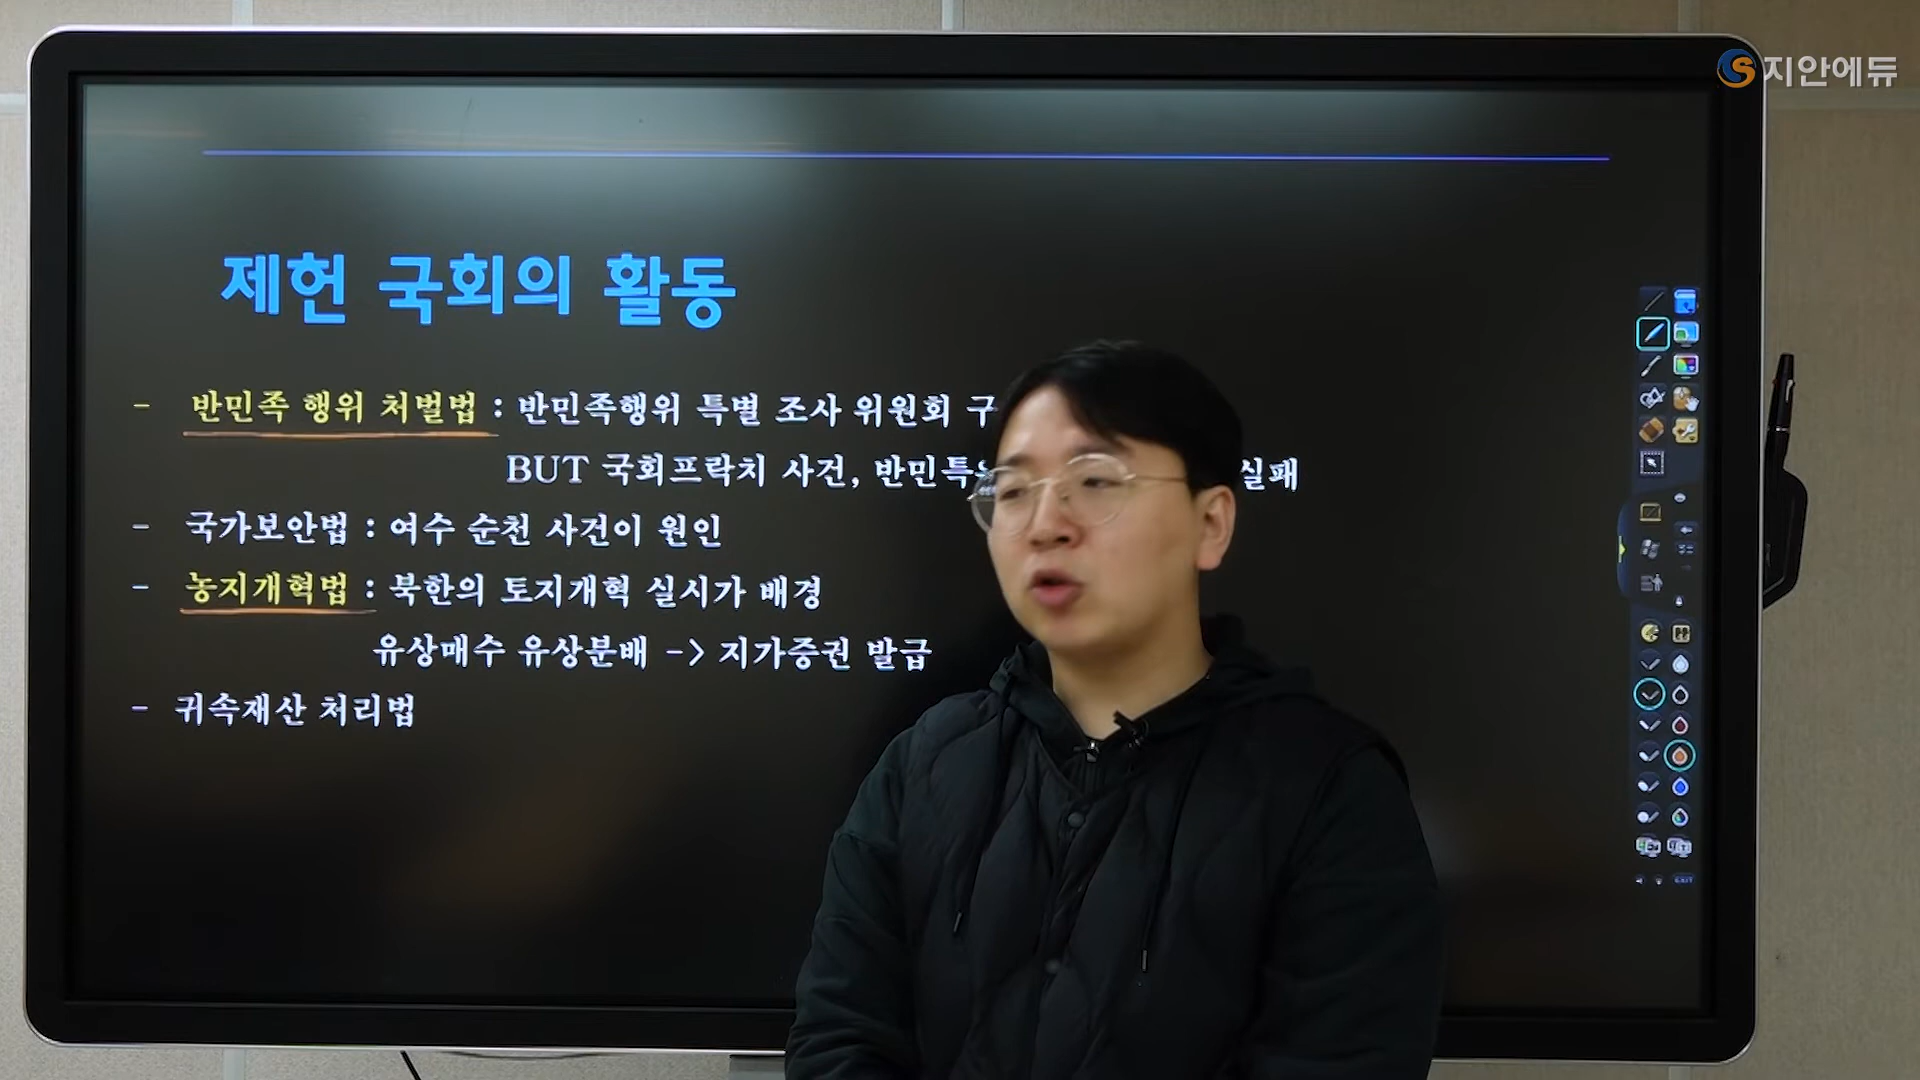 지안에듀
제헌 국회의 활동
- 반민족 행위 처벌법 : 반민족행위 특별 조사 위원회
BUT 국회프락치 사건, 실패
- 국가보안법 : 여수 순천 사건이 원인
- 농지개혁법 : 북한의 토지개혁 실시가 배경
유상매수 유상분배 -> 지가증권 발급
- 귀속재산 처리법